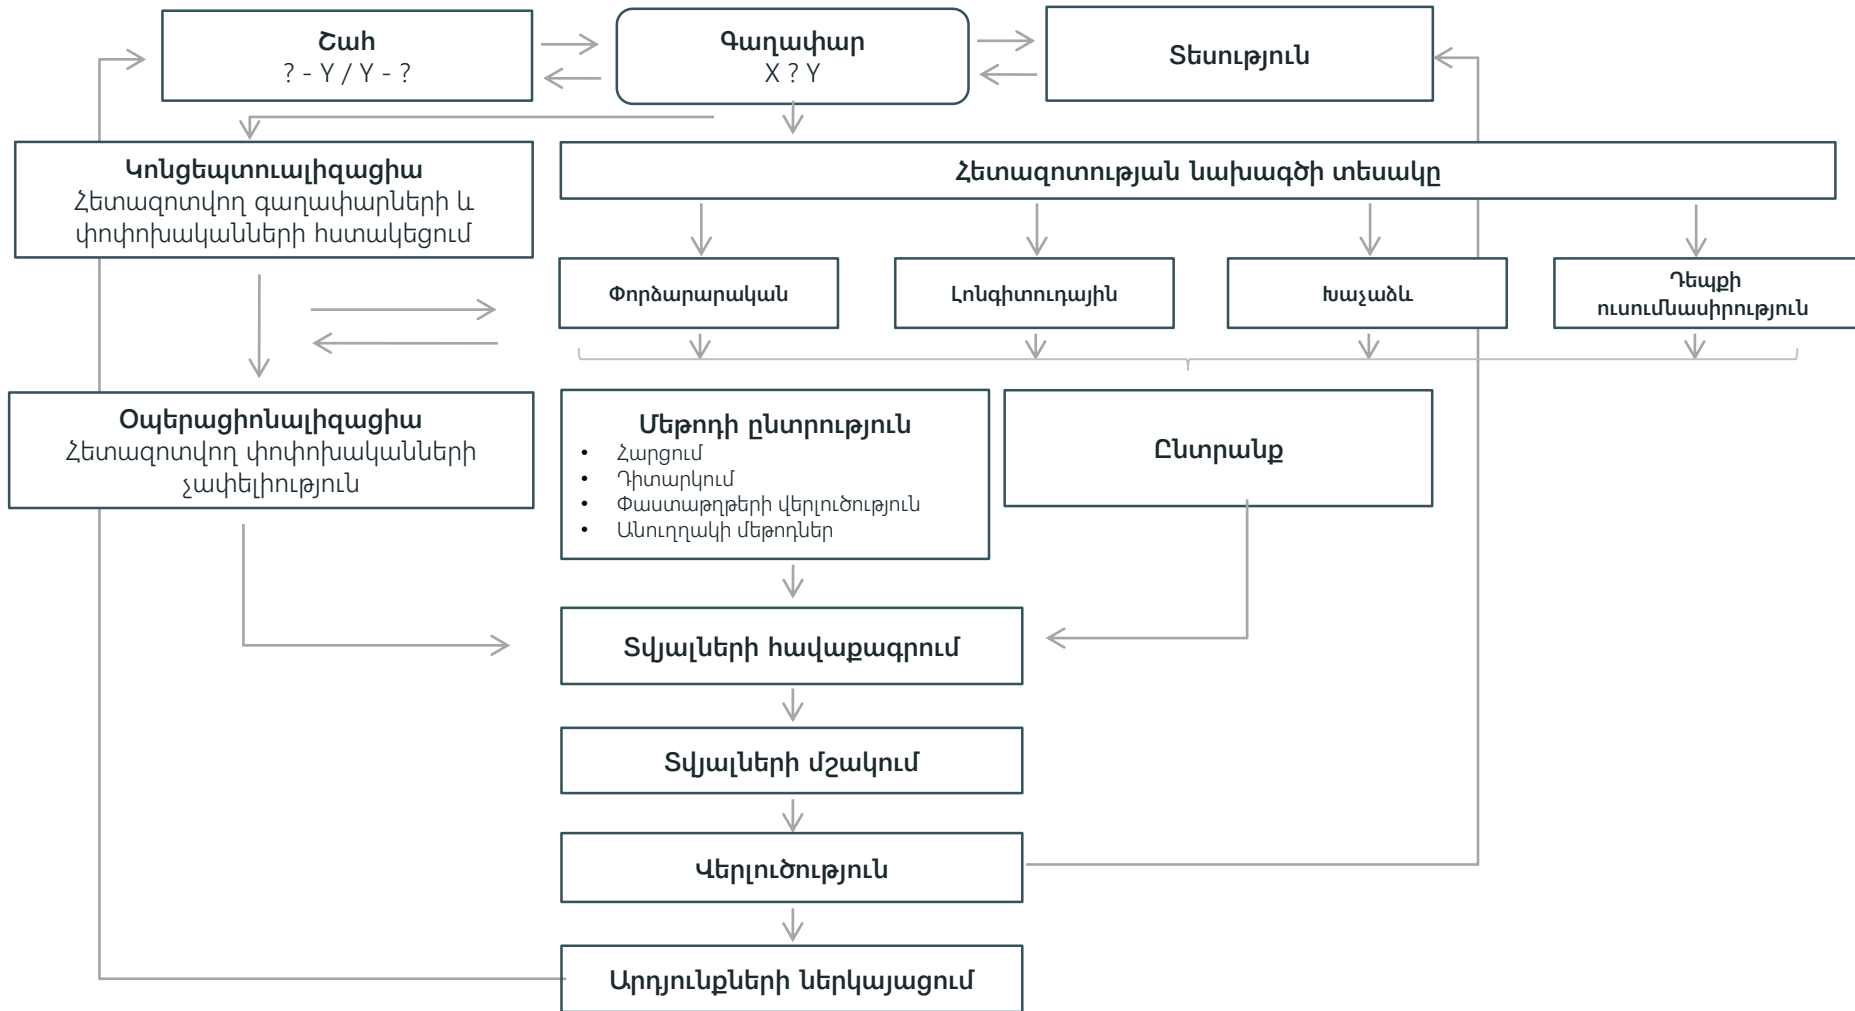 Շահ
? - Y / Y - ?
Գաղափար
X ? Y
Տեսություն
Կոնցեպտուալիզացիա
Հետազոտվող գաղափարների և
փոփոխականների հստակեցում
Հետազոտության նախագծի տեսակը
Փորձարարական
Լոնգիտուդային
Խաչաձև
Դեպքի
ուսումնասիրություն
Օպերացիոնալիզացիա
Հետազոտվող փոփոխականների
չափելիություն
Մեթոդի ընտրություն
• Հարցում
• Դիտարկում
• Փաստաթղթերի վերլուծություն
• Անուղղակի մեթոդներ
Ընտրանք
Տվյալների հավաքագրում
Տվյալների մշակում
Վերլուծություն
Արդյունքների ներկայացում